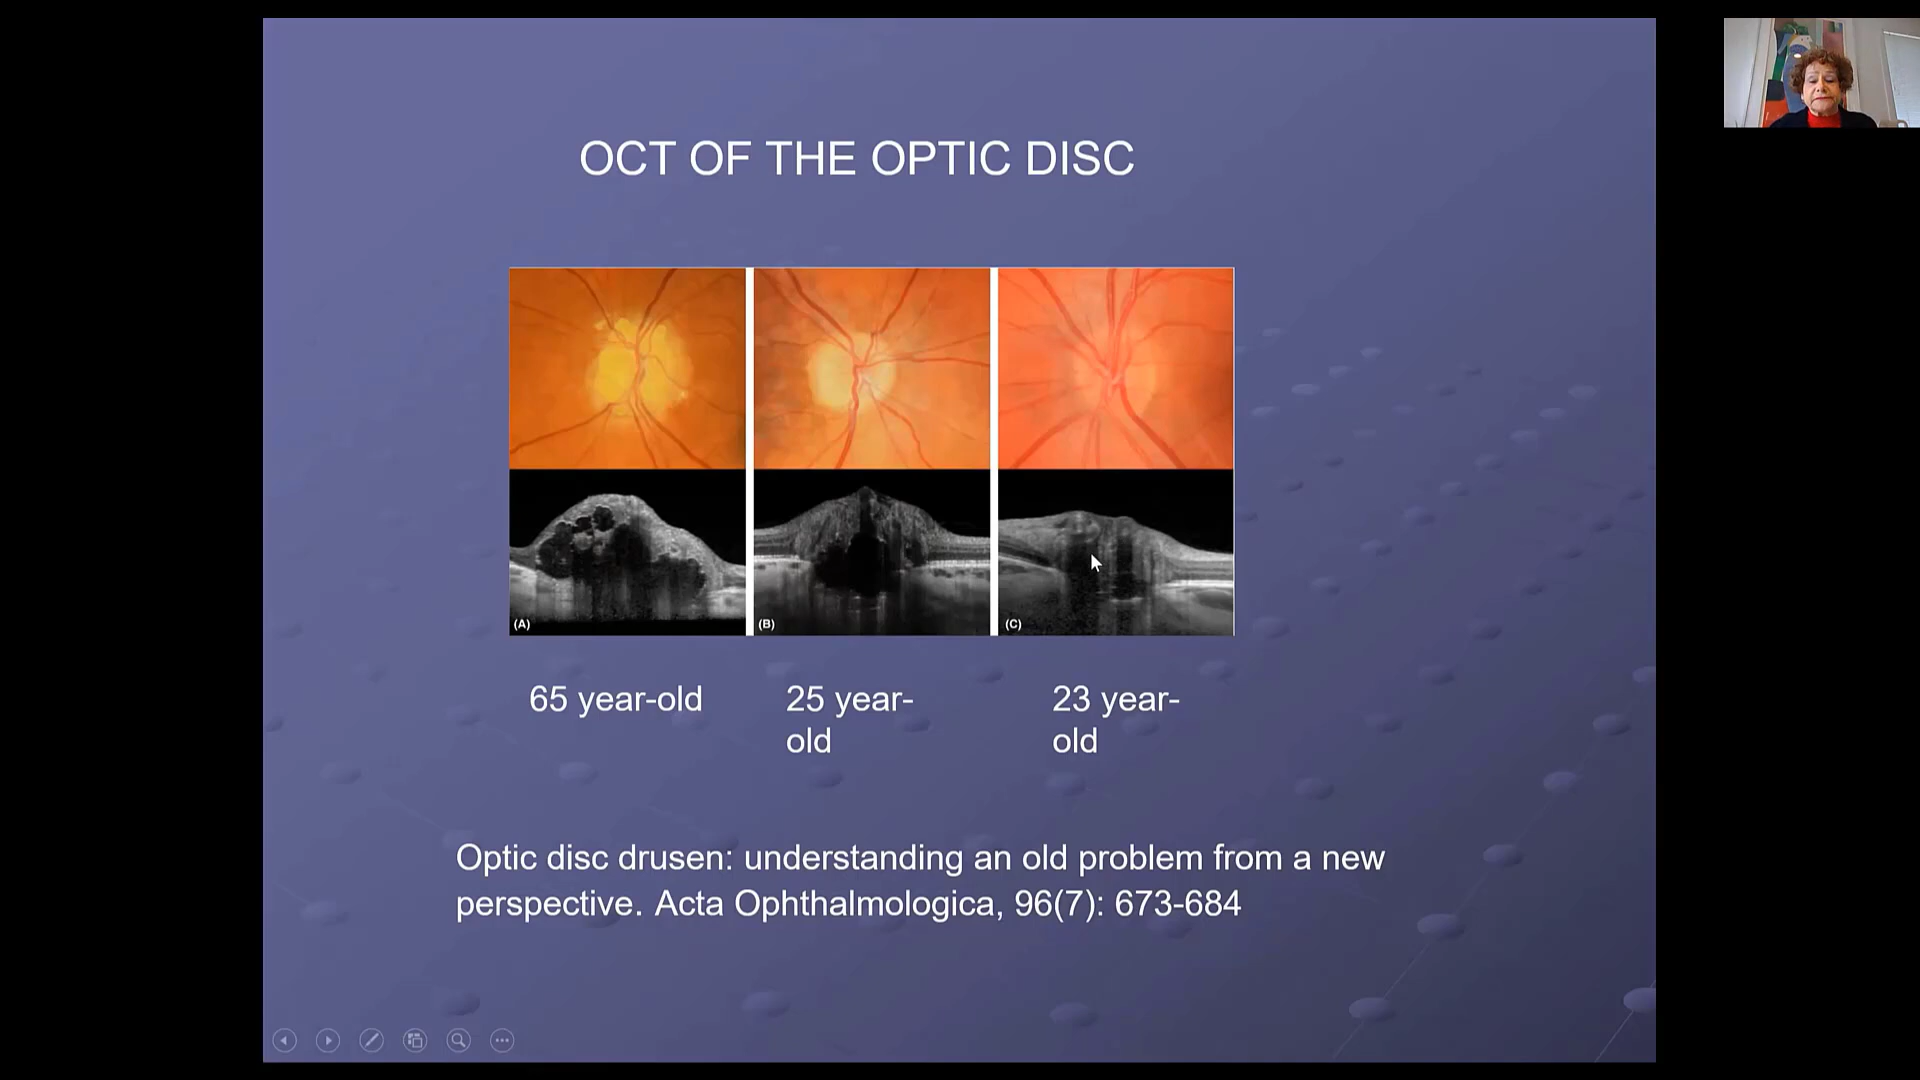 OCT OF THE OPTIC DISC
(A)
(B)
(C)
65 year-old
25 year-
old
23 year-
old
Optic disc drusen: understanding an old problem from a new
perspective. Acta Ophthalmologica, 96(7): 673-684